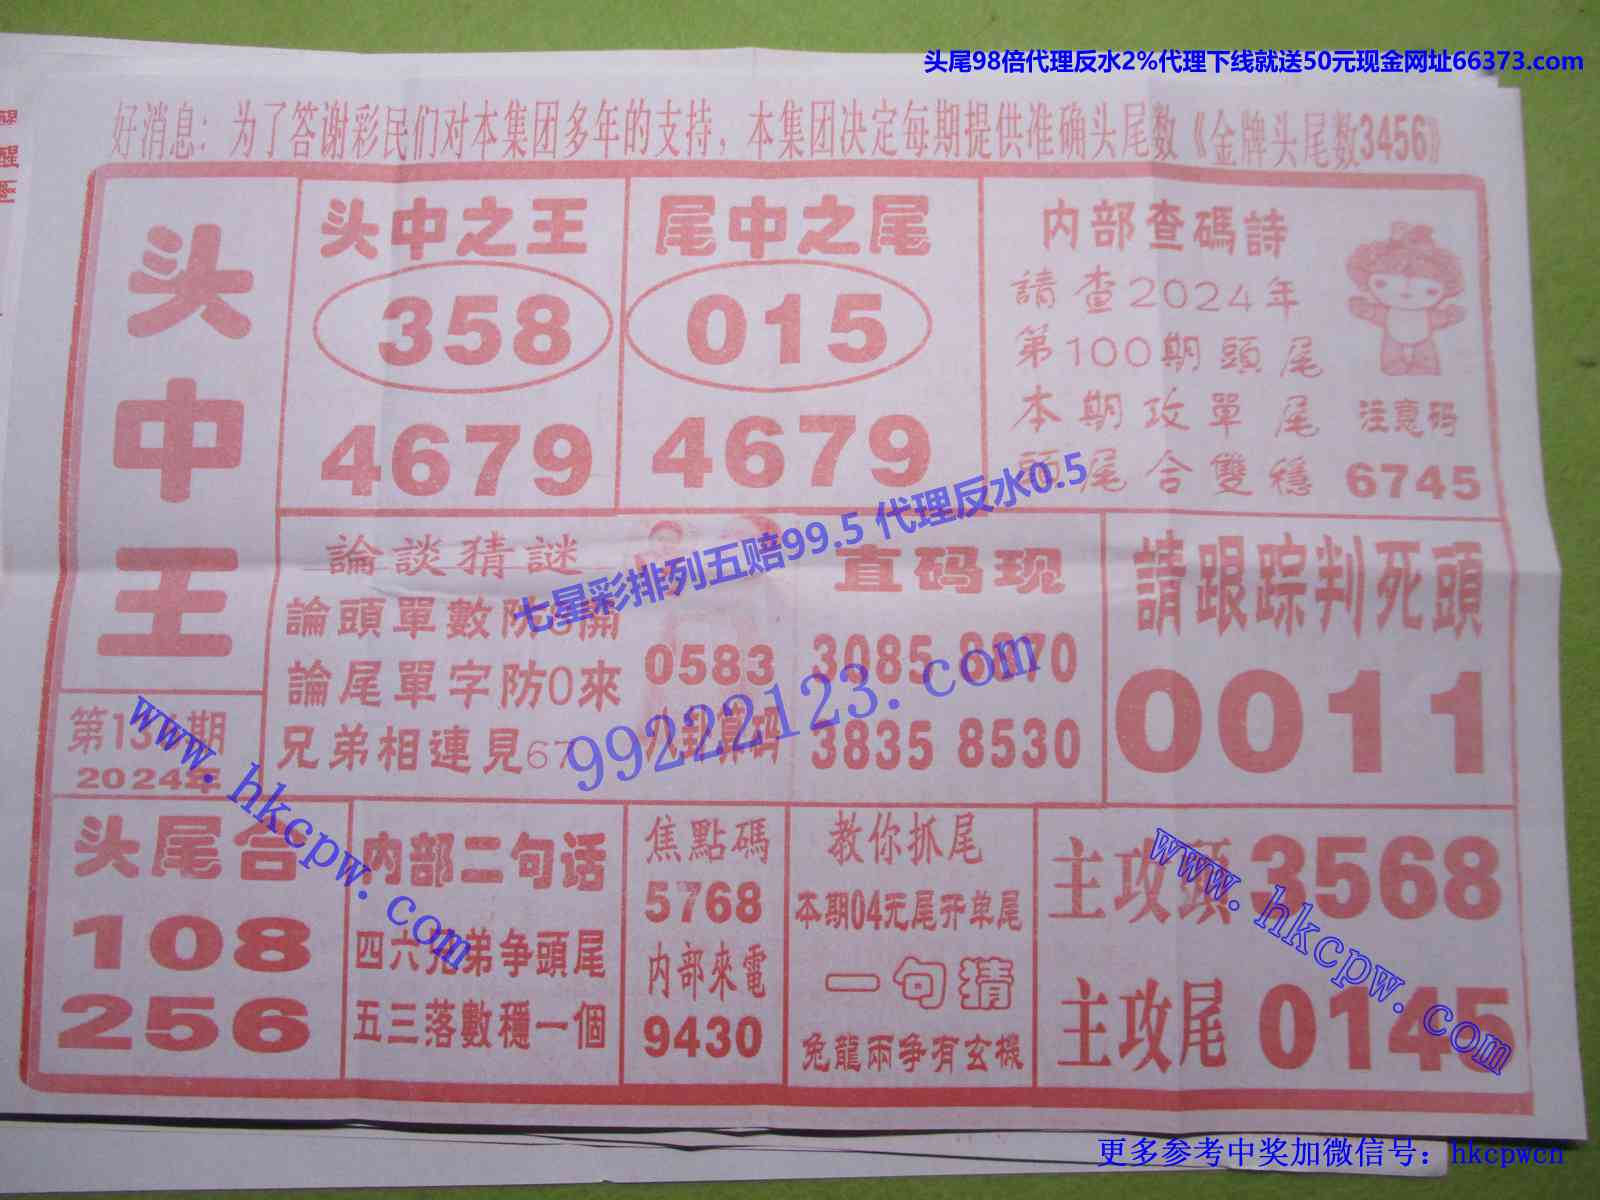 头尾98倍代理反水2%代理下线就送50元现金网址66373.com
好消息：为了答谢彩民们对本集团多年的支持，本集团决定每期提供准确头尾数《金牌头尾数3456》
头中王
2024年
头中之王
358
4679
尾中之尾
015
4679
内部查碼詩
請查2024年
第100期頭尾
本期攻單尾
頭尾合雙穩
注意码
6745
論談猜謎
論頭單數防
開
論尾單字防0來
兄弟相連見67
0583
八卦算码
直码现
3085
3835 8530
請跟踪判死頭
0011
七星彩排列五赔99.5 代理反水0.5
99222123.com
www.hkcpw.com
头尾合
108
256
内部二句话
四六兄弟争頭尾
五三落數穩一個
焦點碼
5768
内部來電
9430
教你抓尾
本期04元尾开单尾
一句猜
兔龍兩争有玄機
主攻頭 3568
主攻尾 0145
www.hkcpw.com
更多参考中奖加微信号：hkcpwcn